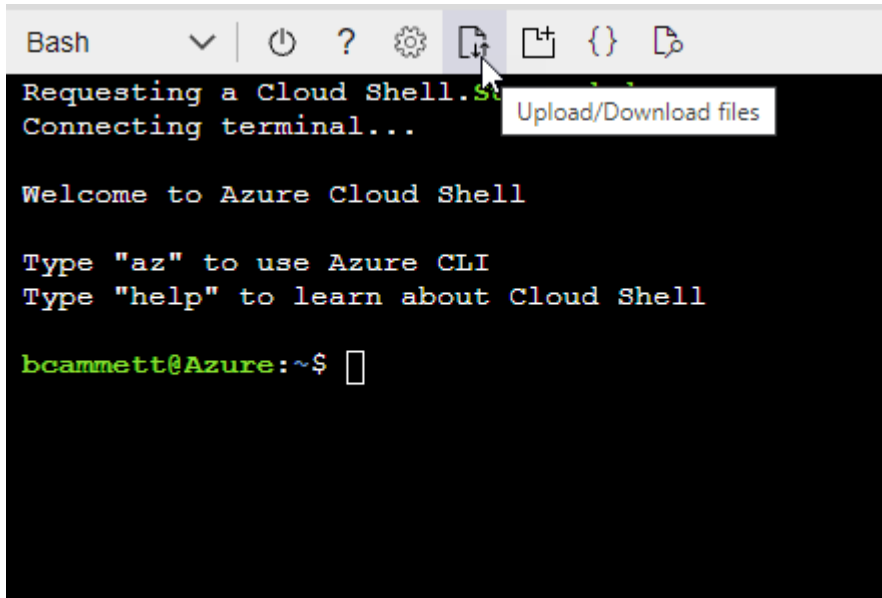 Bash
Requesting a Cloud Shell.
Upload/Download files
Connecting terminal...
Welcome to Azure Cloud Shell
Type "az" to use Azure CLI
Type "help" to learn about Cloud Shell
bcammett@Azure:~$